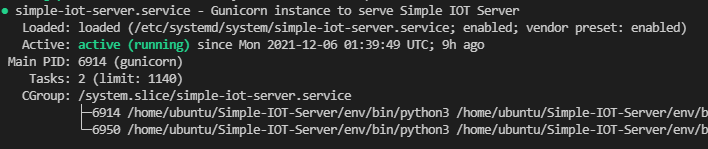 ● simple-iot-server.service - Gunicorn instance to serve Simple IOT Server
Loaded: loaded (/etc/systemd/system/simple-iot-server.service; enabled; vendor preset: enabled)
Active: active (running) since Mon 2021-12-06 01:39:49 UTC; 9h ago
Main PID: 6914 (gunicorn)
Tasks: 2 (limit: 1140)
CGroup: /system.slice/simple-iot-server.service
├─6914 /home/ubuntu/Simple-IOT-Server/env/bin/python3 /home/ubuntu/Simple-IOT-Server/env/b
└─6950 /home/ubuntu/Simple-IOT-Server/env/bin/python3 /home/ubuntu/Simple-IOT-Server/env/b